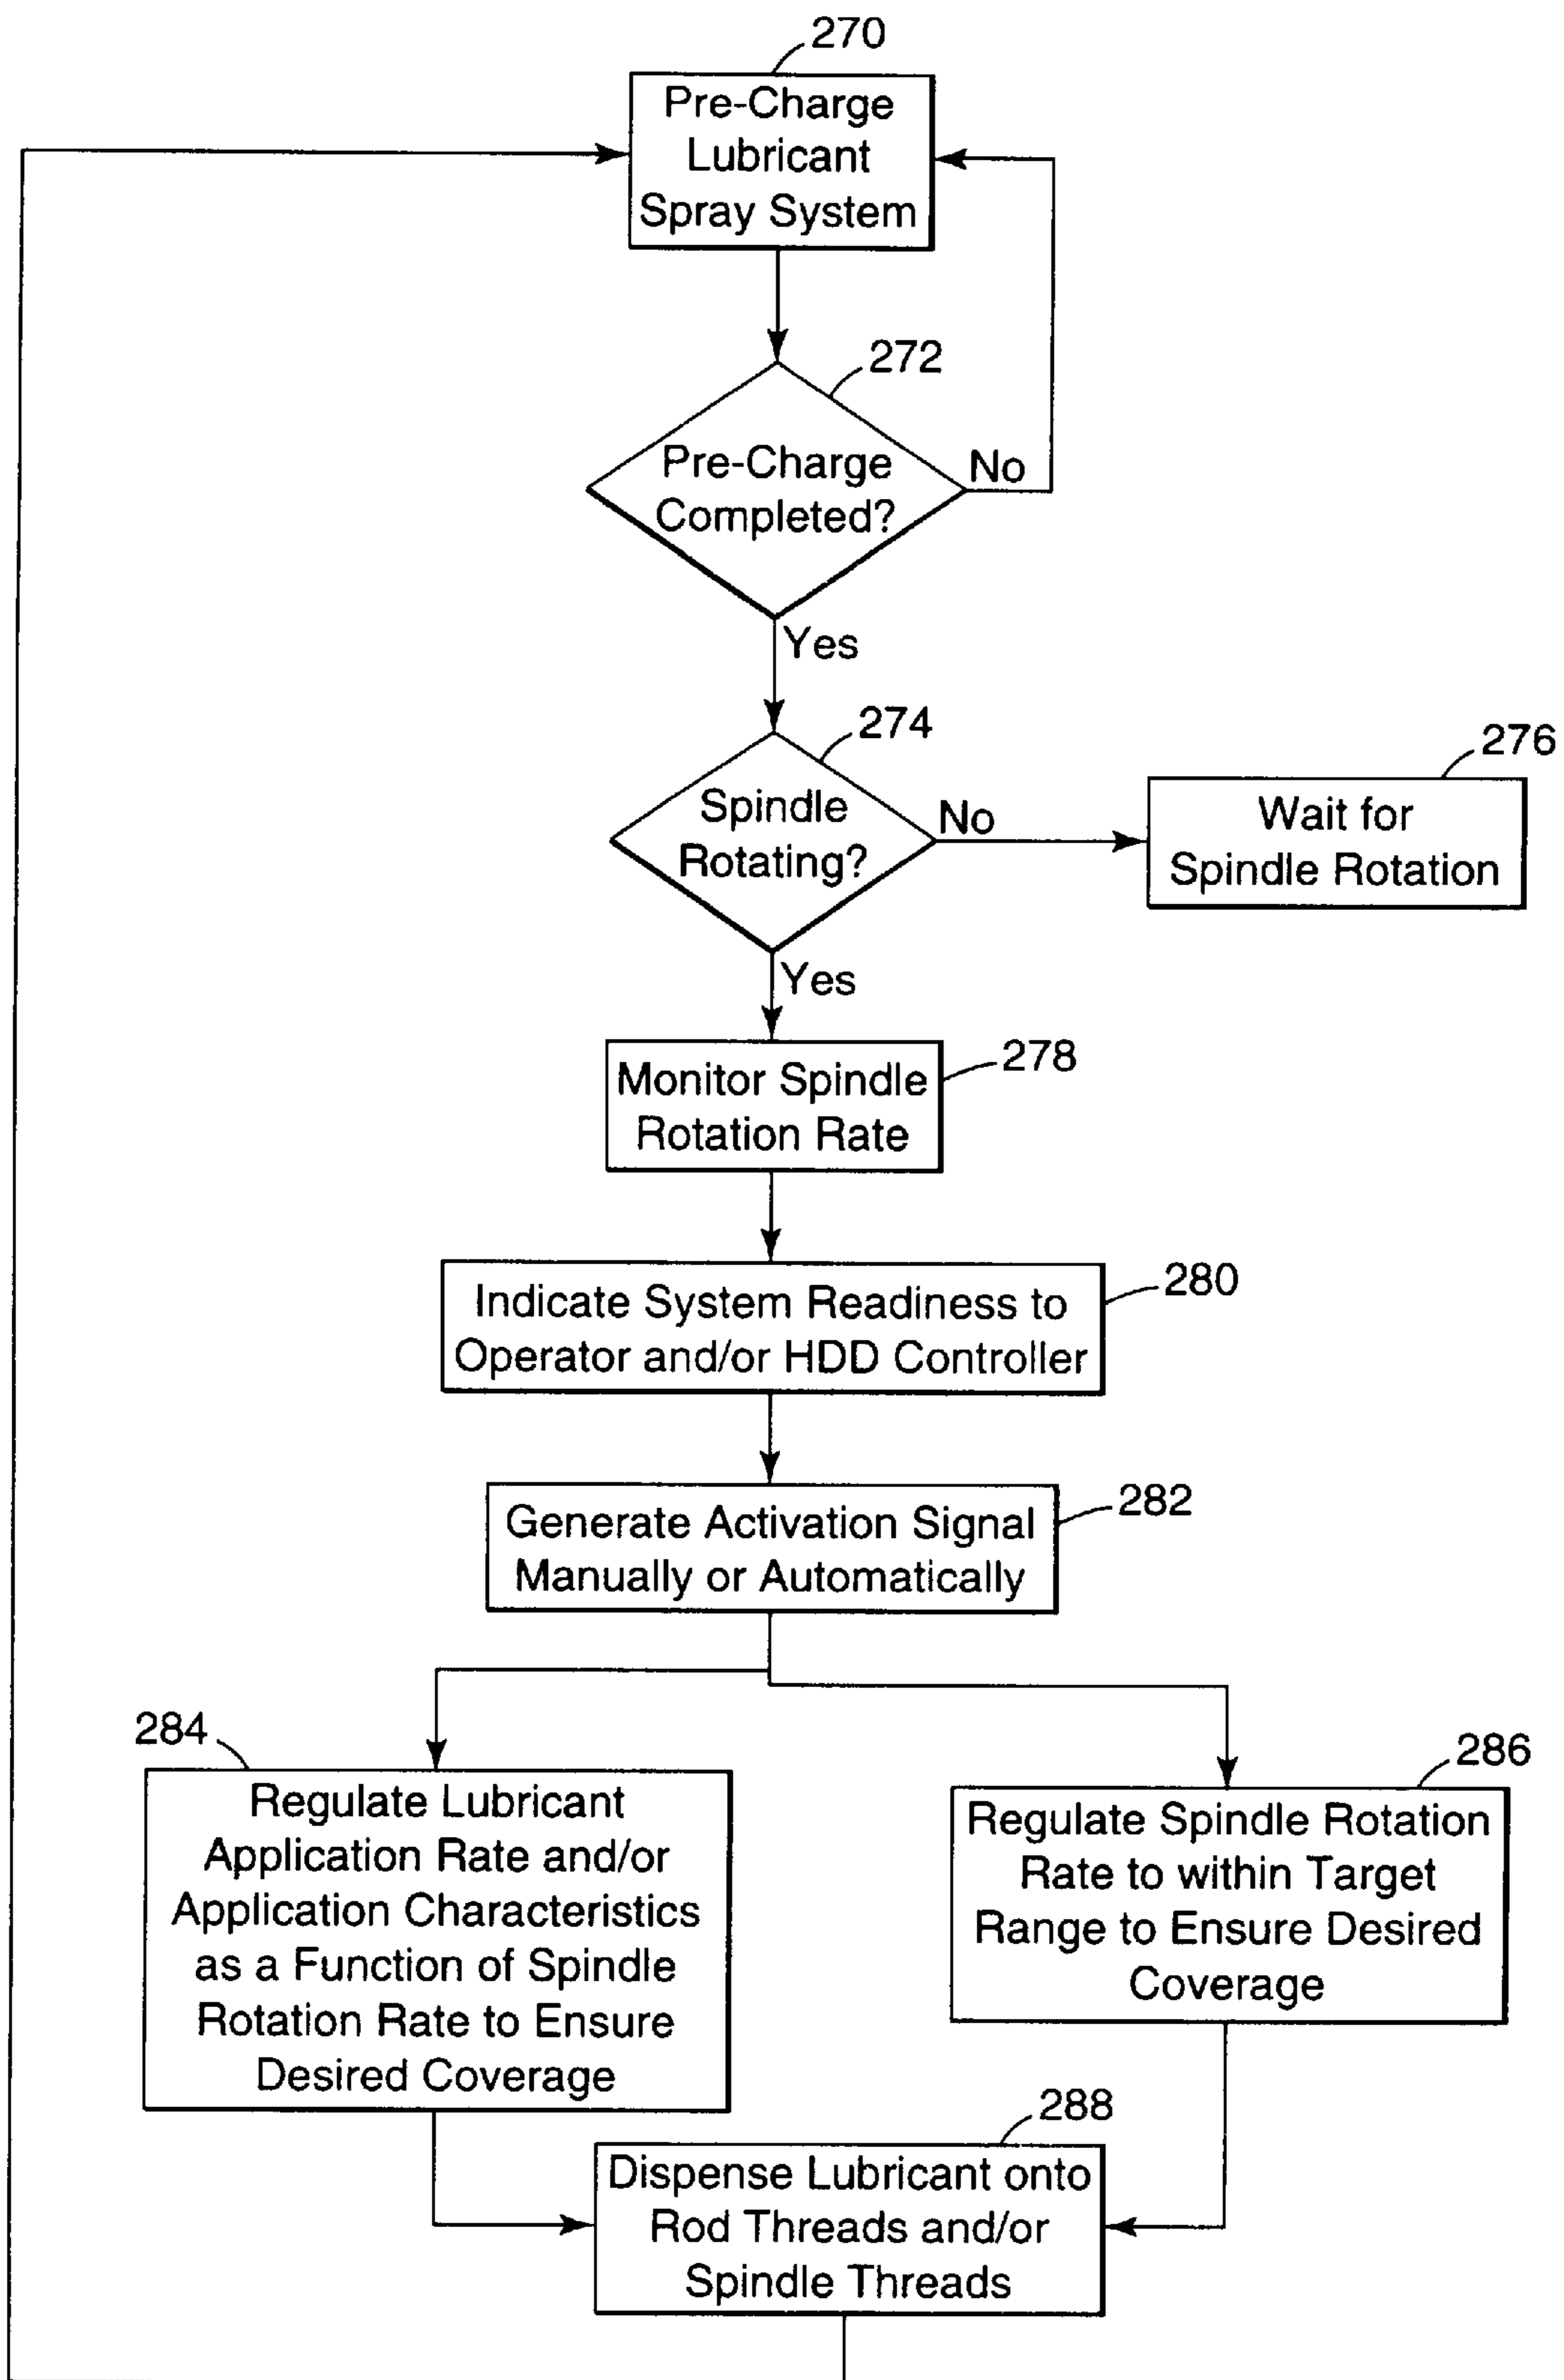 270
Pre-Charge
Lubricant
Spray System
272
Pre-Charge
Completed?
No
Yes
274
Spindle
Rotating?
No
276
Wait for
Spindle Rotation
Yes
278
Monitor Spindle
Rotation Rate
280
Indicate System Readiness to
Operator and/or HDD Controller
282
Generate Activation Signal
Manually or Automatically
284
Regulate Lubricant
Application Rate and/or
Application Characteristics
as a Function of Spindle
Rotation Rate to Ensure
Desired Coverage
286
Regulate Spindle Rotation
Rate to within Target
Range to Ensure Desired
Coverage
288
Dispense Lubricant onto
Rod Threads and/or
Spindle Threads